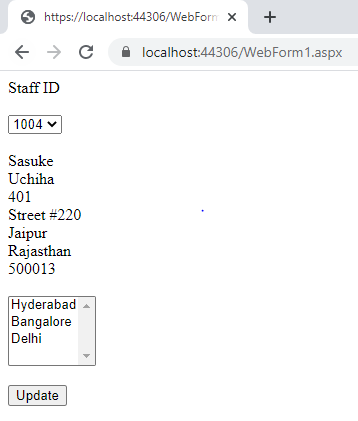 https://localhost:44306/WebForm
localhost:44306/WebForm1.aspx
Staff ID
1004
Sasuke
Uchiha
401
Street #220
Jaipur
Rajasthan
500013
Hyderabad
Bangalore
Delhi
Update